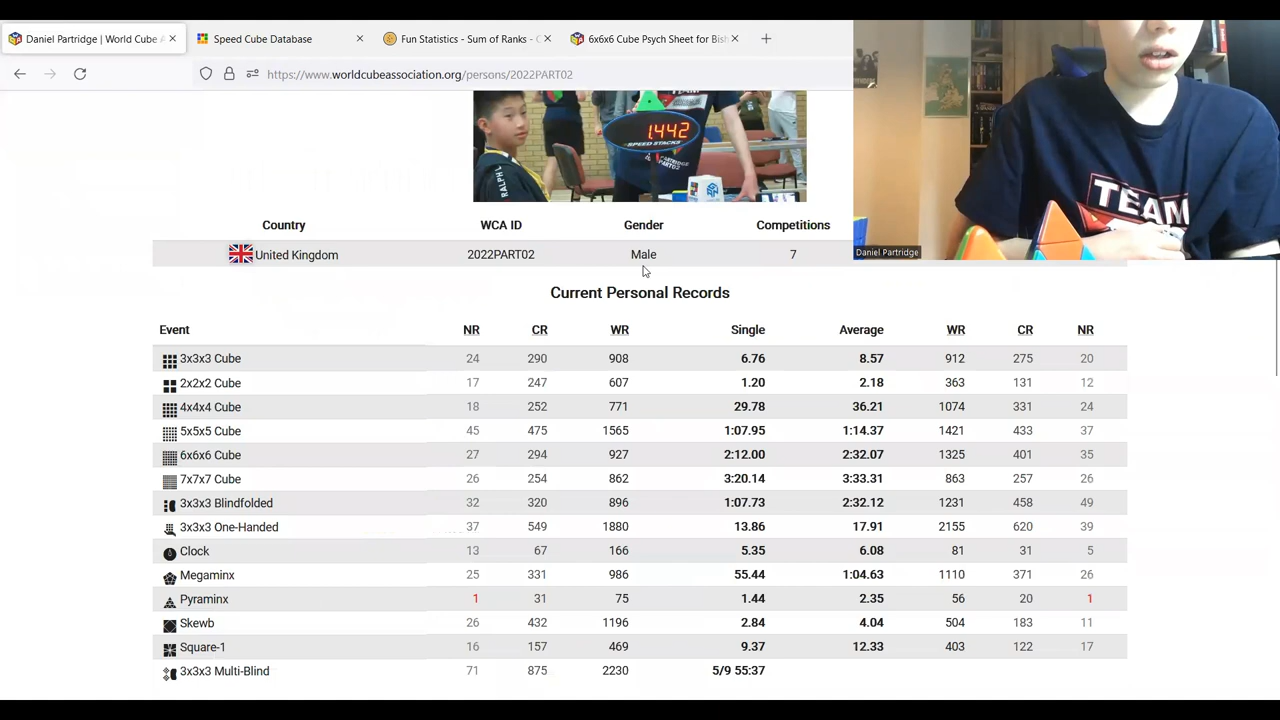 Daniel Partridge | World Cube A
Speed Cube Database
Fun Statistics - Sum of Ranks - C
6x6x6 Cube Psych Sheet for Bis
https://www.worldcubeassociation.org/persons/2022PART02
1.442
SPEED STACKS
PARTRIDGE
PART02
RALPH
TEAM
Daniel Partridge
Country WCA ID Gender Competitions
United Kingdom 2022PART02 Male 7
Current Personal Records
Event NR CR WR Single Average WR CR NR
3x3x3 Cube 24 290 908 6.76 8.57 912 275 20
2x2x2 Cube 17 247 607 1.20 2.18 363 131 12
4x4x4 Cube 18 252 771 29.78 36.21 1074 331 24
5x5x5 Cube 45 475 1565 1:07.95 1:14.37 1421 433 37
6x6x6 Cube 27 294 927 2:12.00 2:32.07 1325 401 35
7x7x7 Cube 26 254 862 3:20.14 3:33.31 863 257 26
3x3x3 Blindfolded 32 320 896 1:07.73 2:32.12 1231 458 49
3x3x3 One-Handed 37 549 1880 13.86 17.91 2155 620 39
Clock 13 67 166 5.35 6.08 81 31 5
Megaminx 25 331 986 55.44 1:04.63 1110 371 26
Pyraminx 1 31 75 1.44 2.35 56 20 1
Skewb 26 432 1196 2.84 4.04 504 183 11
Square-1 16 157 469 9.37 12.33 403 122 17
3x3x3 Multi-Blind 71 875 2230 5/9 55:37